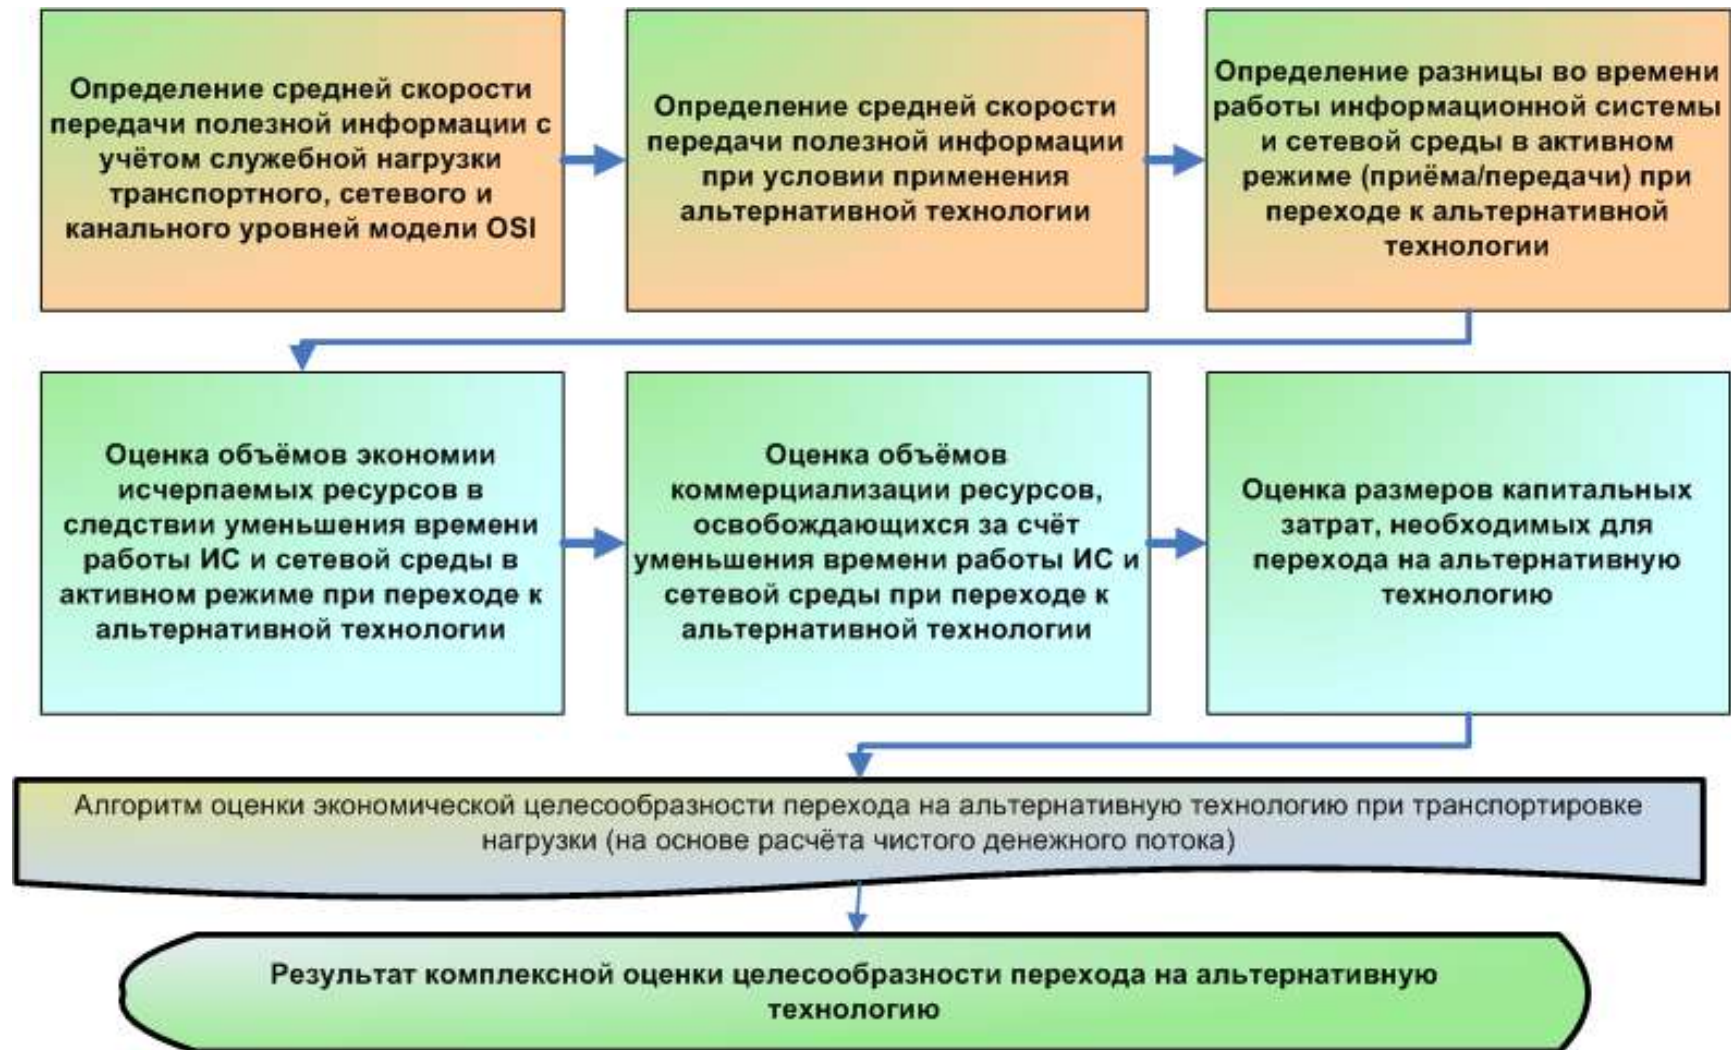 Определение средней скорости
передачи полезной информации с
учётом служебной нагрузки
транспортного, сетевого и
канального уровней модели OSI
Определение средней скорости
передачи полезной информации
при условии применения
альтернативной технологии
Определение разницы во времени
работы информационной системы
и сетевой среды в активном
режиме (приёма/передачи) при
переходе к альтернативной
технологии
Оценка объёмов экономии
исчерпаемых ресурсов в
следствии уменьшения времени
работы ИС и сетевой среды в
активном режиме при переходе к
альтернативной технологии
Оценка объёмов
коммерциализации ресурсов,
освобождающихся за счёт
уменьшения времени работы ИС и
сетевой среды при переходе к
альтернативной технологии
Оценка размеров капитальных
затрат, необходимых для
перехода на альтернативную
технологию
Алгоритм оценки экономической целесообразности перехода на альтернативную технологию при транспортировке
нагрузки (на основе расчёта чистого денежного потока)
Результат комплексной оценки целесообразности перехода на альтернативную
технологию